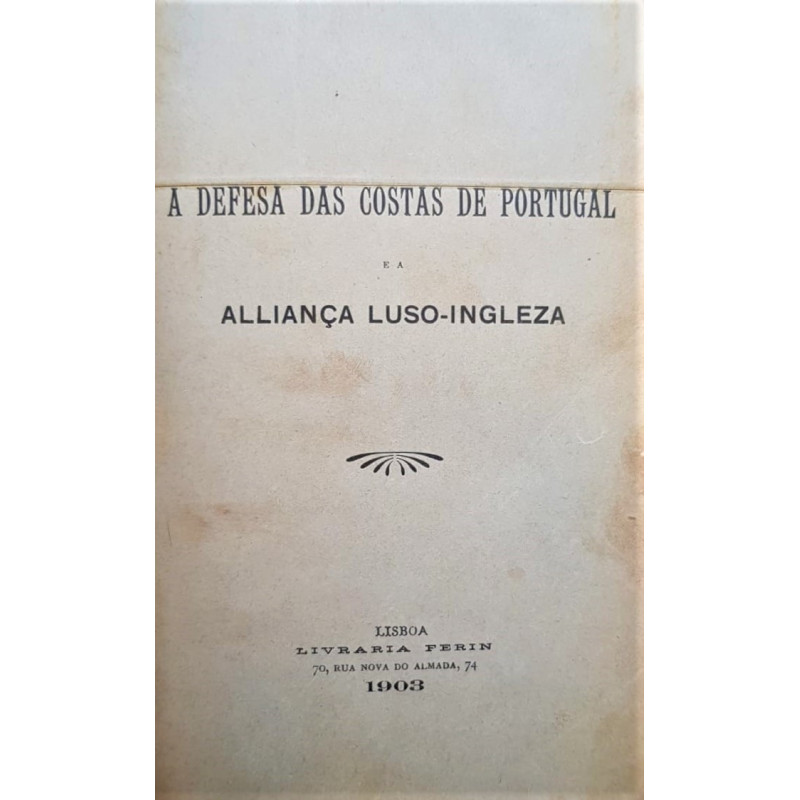 A DEFESA DAS COSTAS DE PORTUGAL
E A
ALLIANÇA LUSO-INGLEZA
LISBOA
LIVRARIA FERIN
70, RUA NOVA DO ALMADA, 74
1903